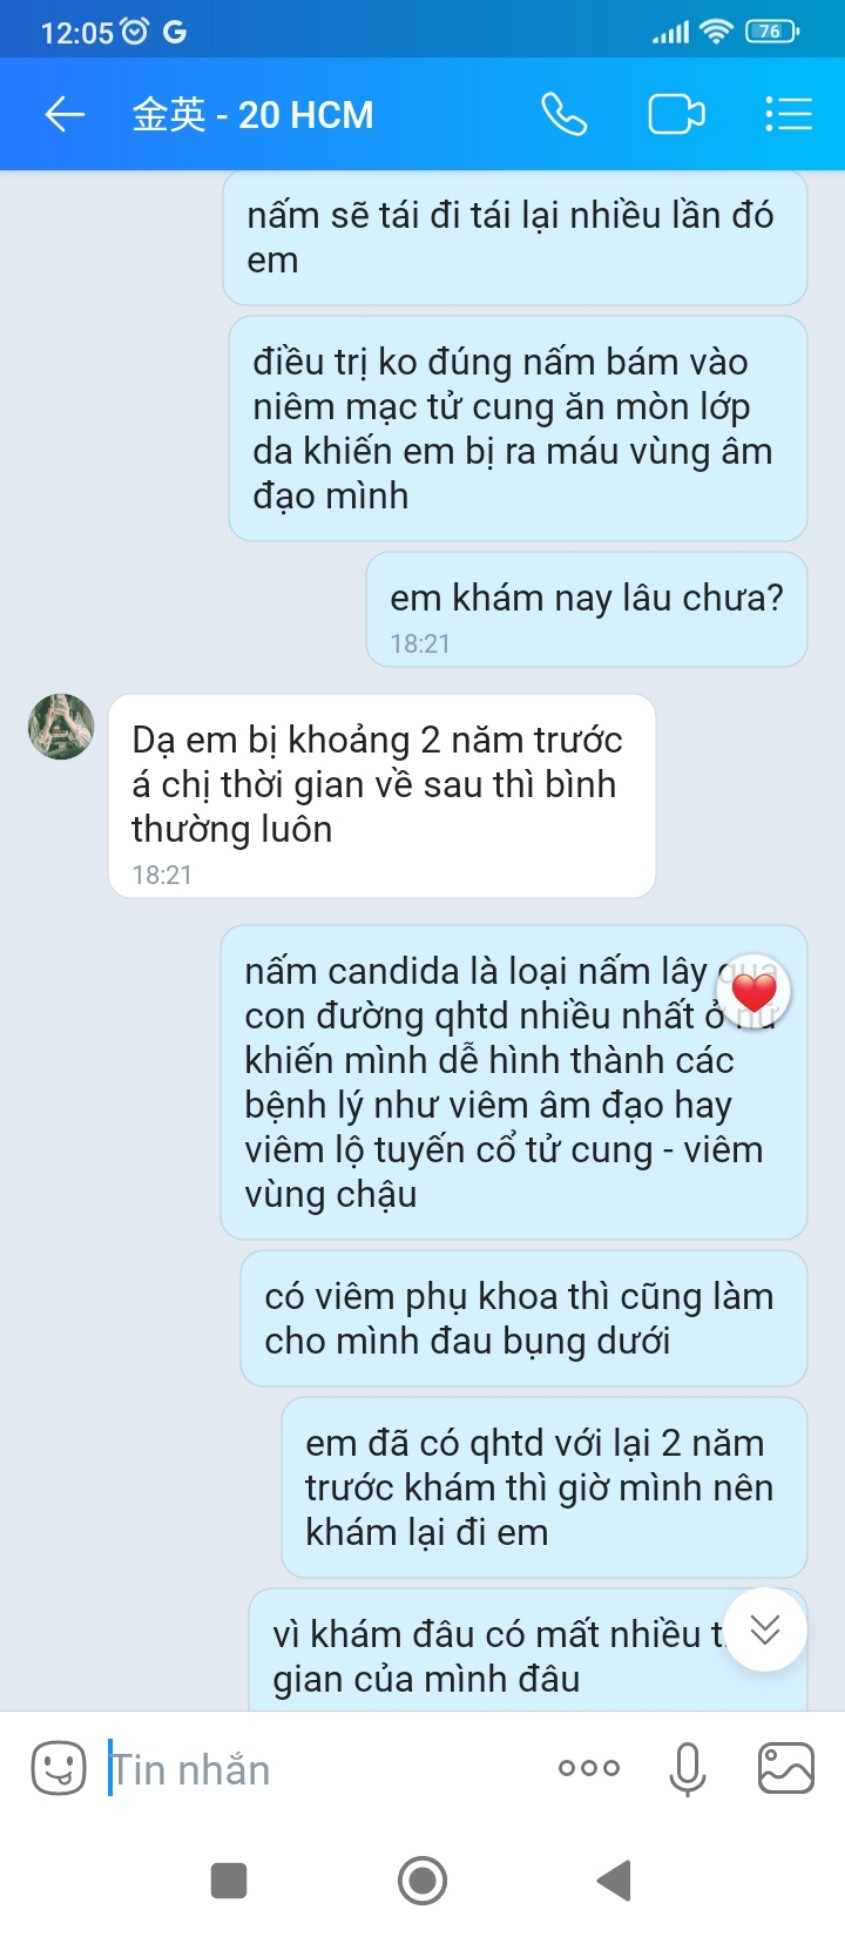 12:05 G 76
金英 - 20 HCM
nấm sẽ tái đi tái lại nhiều lần đó
em
điều trị ko đúng nấm bám vào
niêm mạc tử cung ăn mòn lớp
da khiến em bị ra máu vùng âm
đạo mình
em khám nay lâu chưa?
18:21
Dạ em bị khoảng 2 năm trước
á chị thời gian về sau thì bình
thường luôn
18:21
nấm candida là loại nấm lây qua
con đường qhtd nhiều nhất ở nữ
khiến mình dễ hình thành các
bệnh lý như viêm âm đạo hay
viêm lộ tuyến cổ tử cung - viêm
vùng chậu
có viêm phụ khoa thì cũng làm
cho mình đau bụng dưới
em đã có qhtd với lại 2 năm
trước khám thì giờ mình nên
khám lại đi em
vì khám đâu có mất nhiều
gian của mình đâu
Tin nhắn